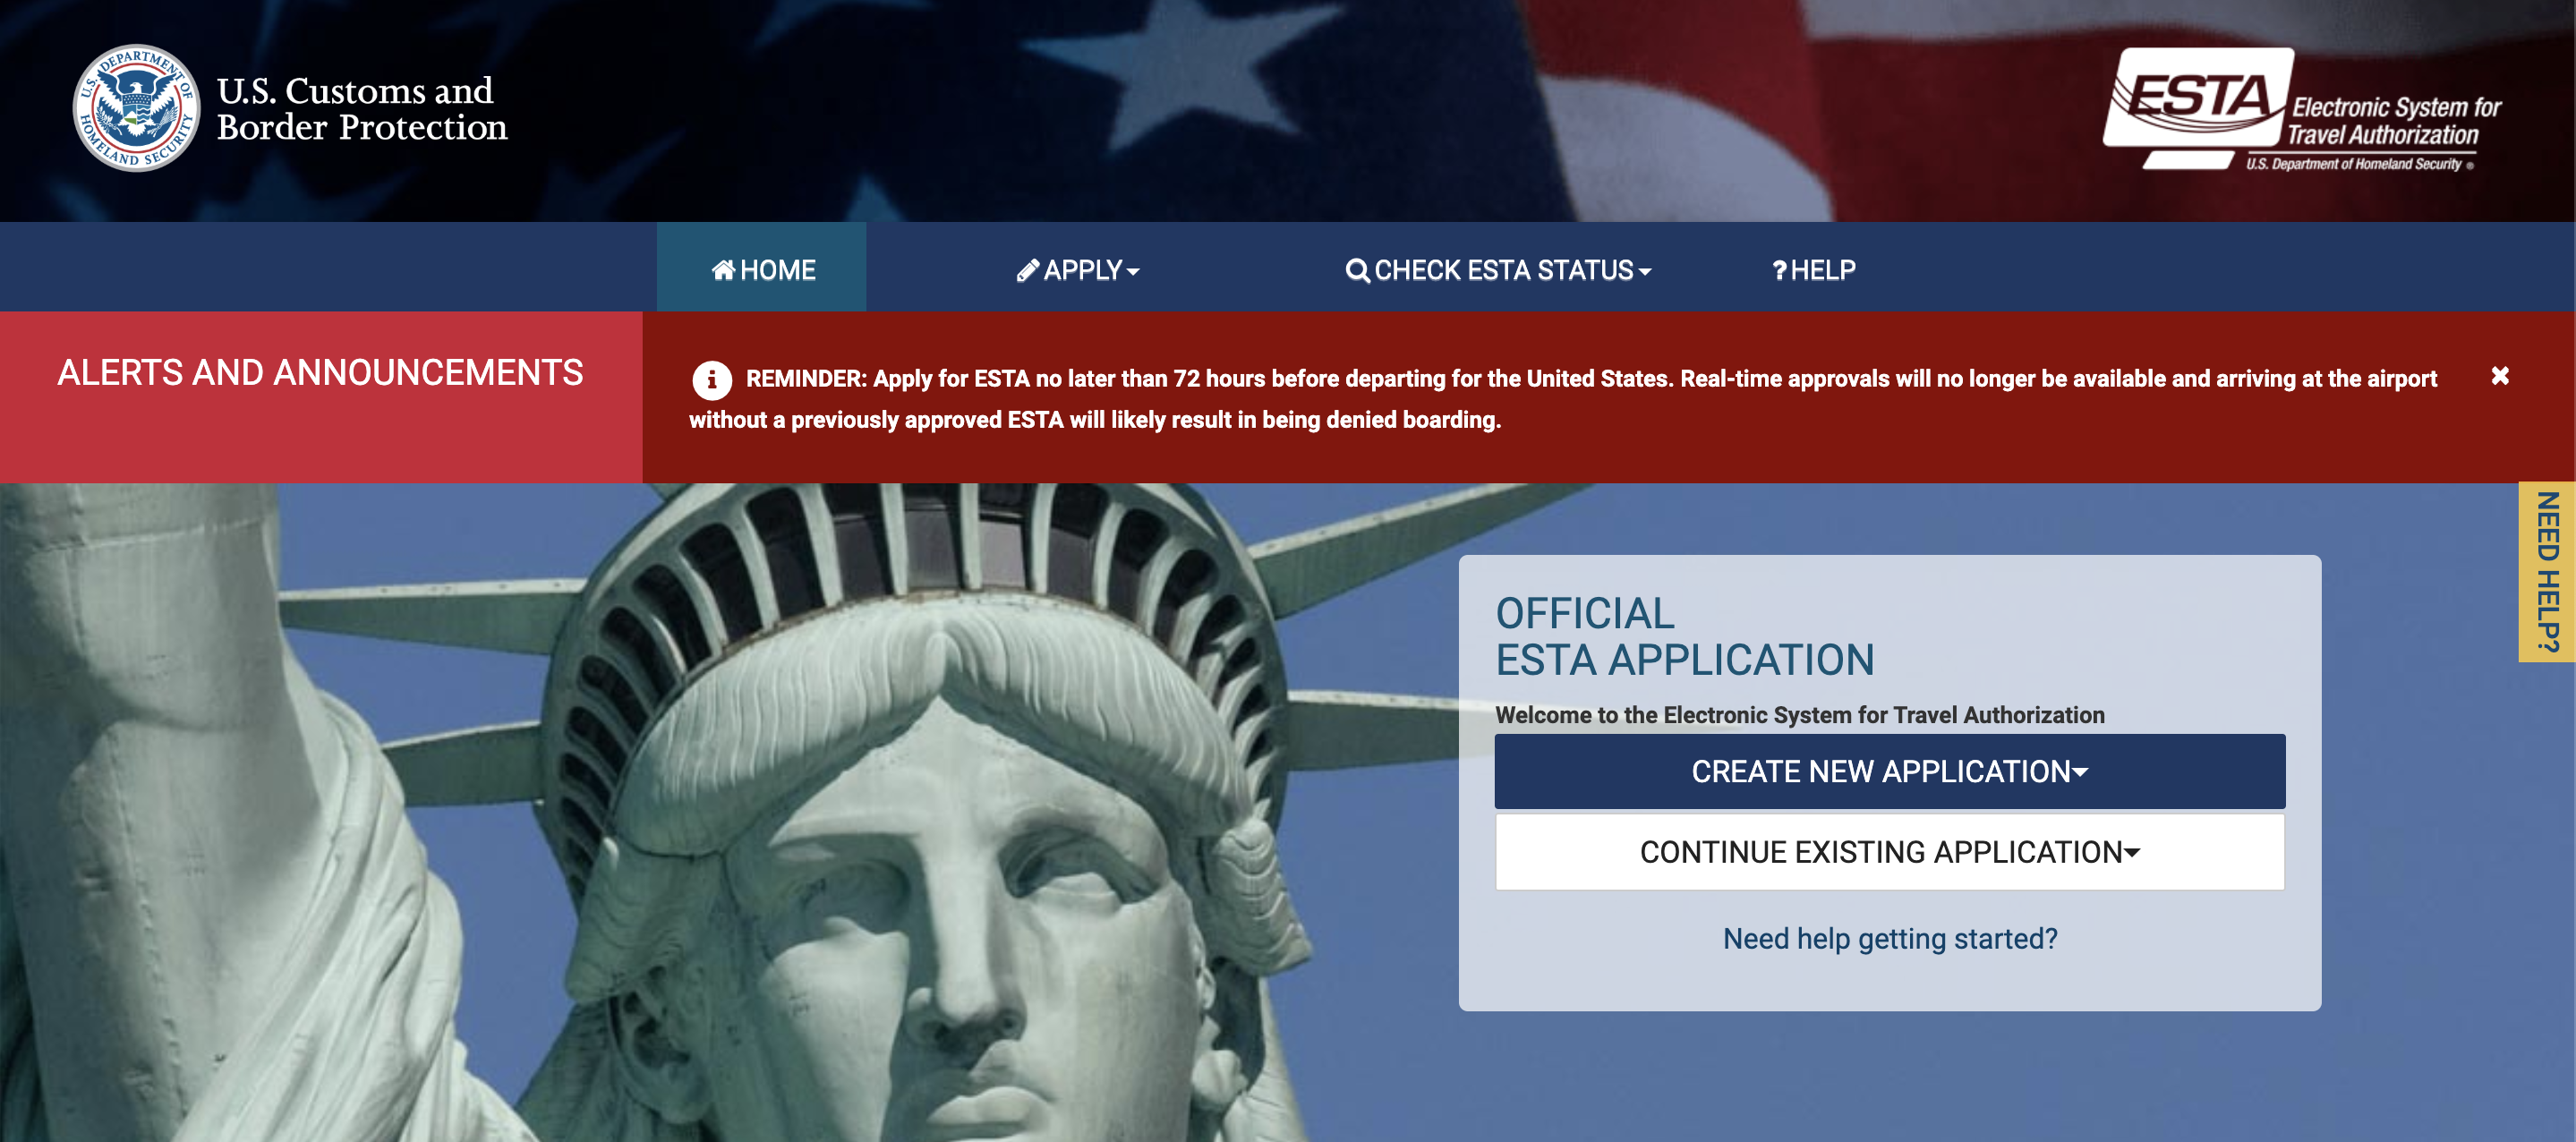 U.S. DEPARTMENT OF HOMELAND SECURITY
U.S. Customs and
Border Protection
ESTA
Electronic System for
Travel Authorization
U.S. Department of Homeland Security ®
HOME
APPLY
CHECK ESTA STATUS
?HELP
ALERTS AND ANNOUNCEMENTS
REMINDER: Apply for ESTA no later than 72 hours before departing for the United States. Real-time approvals will no longer be available and arriving at the airport
without a previously approved ESTA will likely result in being denied boarding.
NEED HELP?
OFFICIAL
ESTA APPLICATION
Welcome to the Electronic System for Travel Authorization
CREATE NEW APPLICATION
CONTINUE EXISTING APPLICATION
Need help getting started?